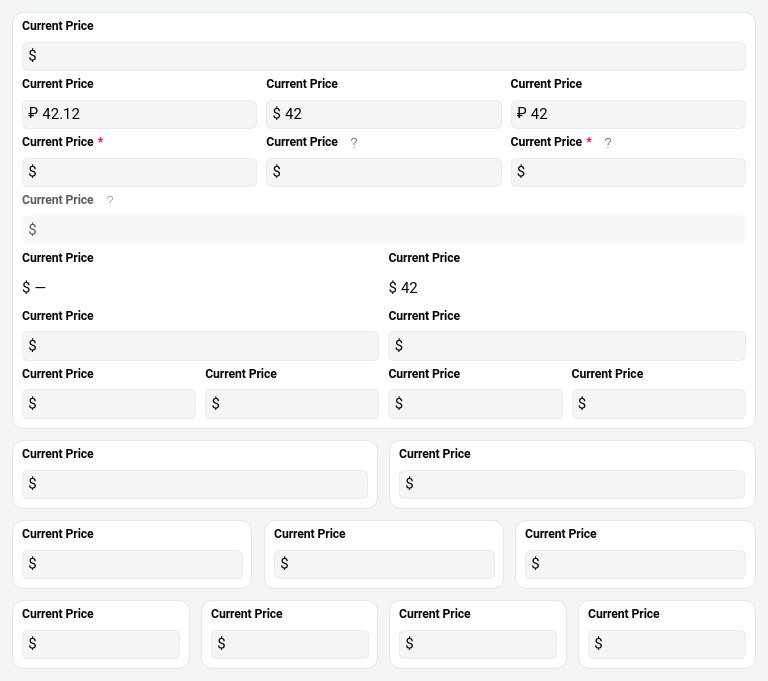 Current Price
$
Current Price Current Price Current Price
₽ 42.12 $ 42 ₽ 42
Current Price * Current Price ? Current Price * ?
$ $ $
Current Price ?
$
Current Price Current Price
$ — $ 42
Current Price Current Price
$ $
Current Price Current Price Current Price Current Price
$ $ $ $
Current Price Current Price
$ $
Current Price Current Price Current Price
$ $ $
Current Price Current Price Current Price Current Price
$ $ $ $